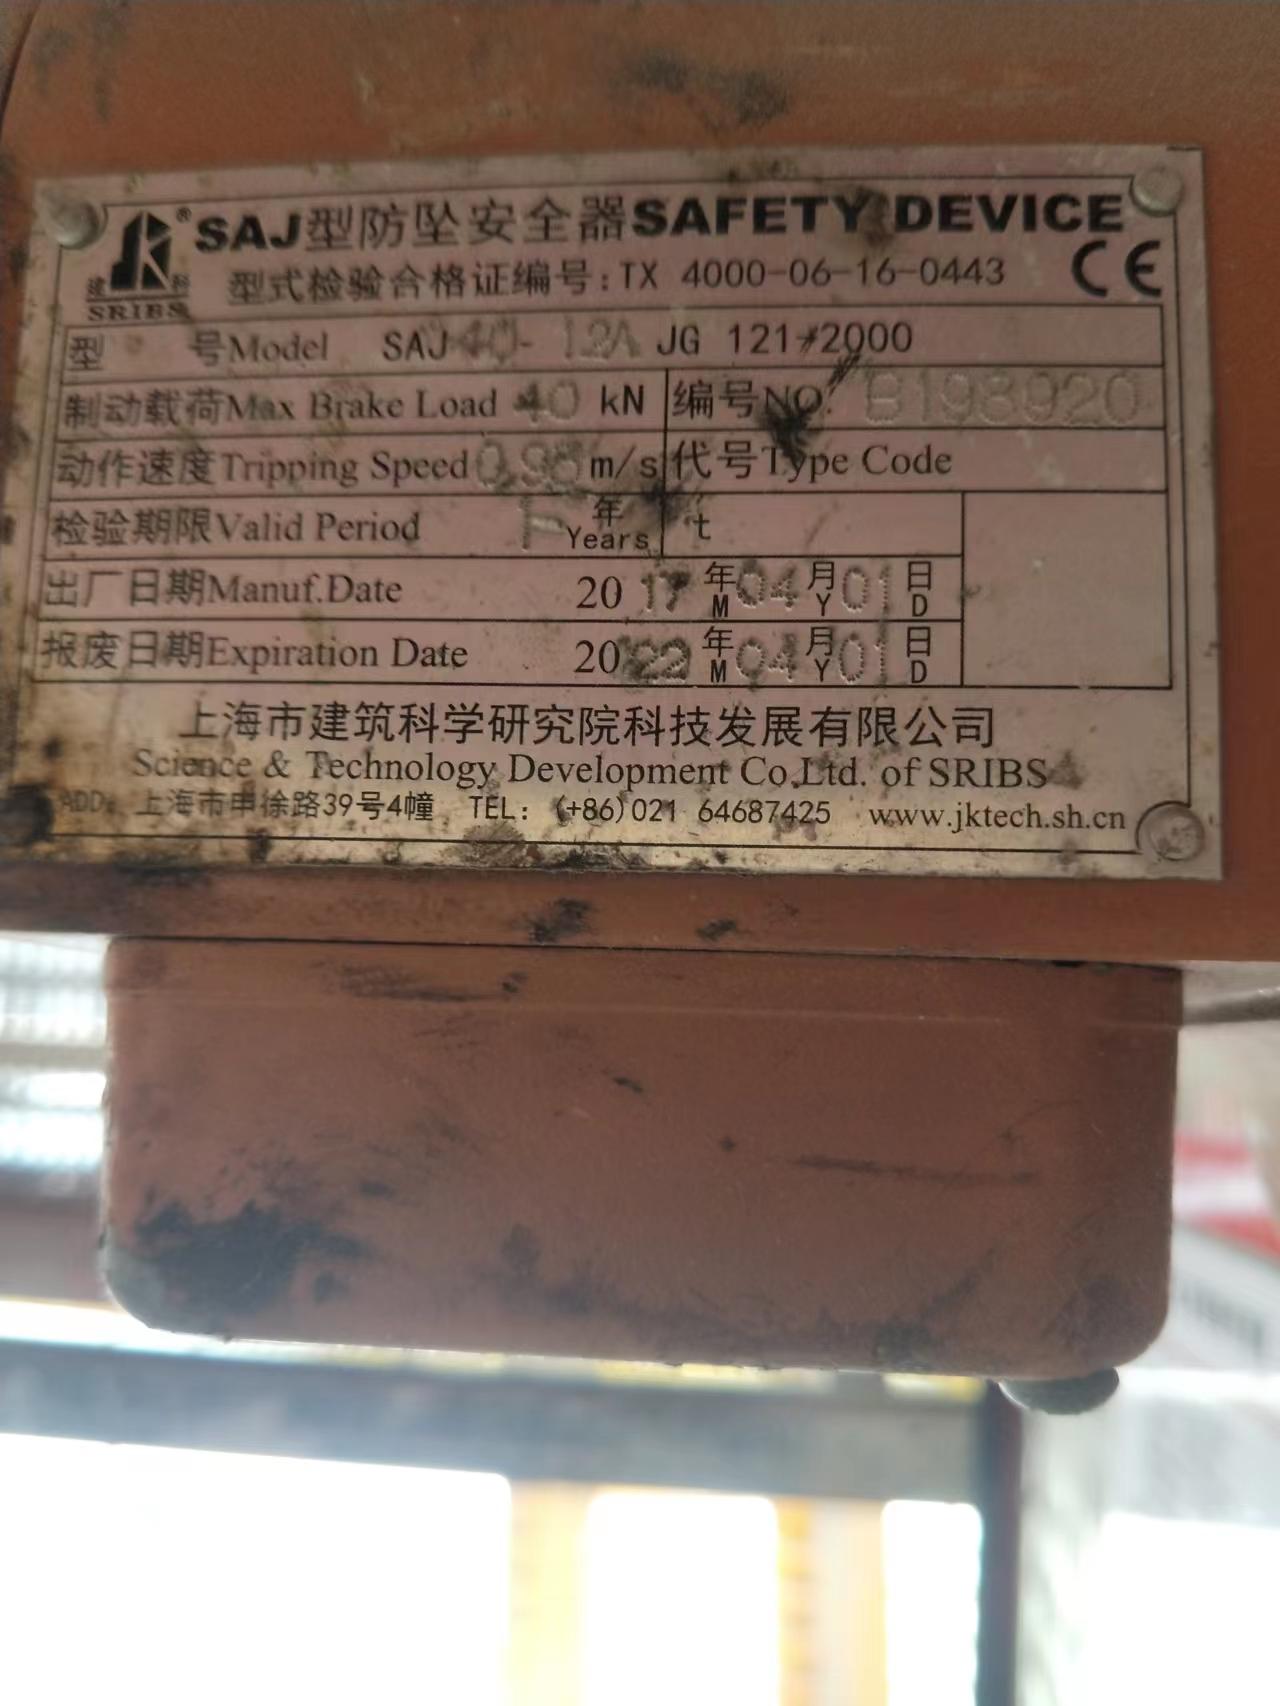 建科
SRIBS
® SAJ型防坠安全器SAFETY DEVICE
型式检验合格证编号:TX 4000-06-16-0443 CE
型 号Model SAJ40-1.2A JG 121-2000
制动载荷Max Brake Load 40 kN 编号NO. B198920
动作速度Tripping Speed m/s 代号Type Code
检验期限Valid Period 1 年 Years t
出厂日期Manuf.Date 2017年M04月Y01日D
报废日期Expiration Date 2022年M04月Y01日D
上海市建筑科学研究院科技发展有限公司
Science & Technology Development Co.Ltd. of SRIBS
ADD: 上海市申徐路39号4幢 TEL: (+86)021 64687425 www.jktech.sh.cn